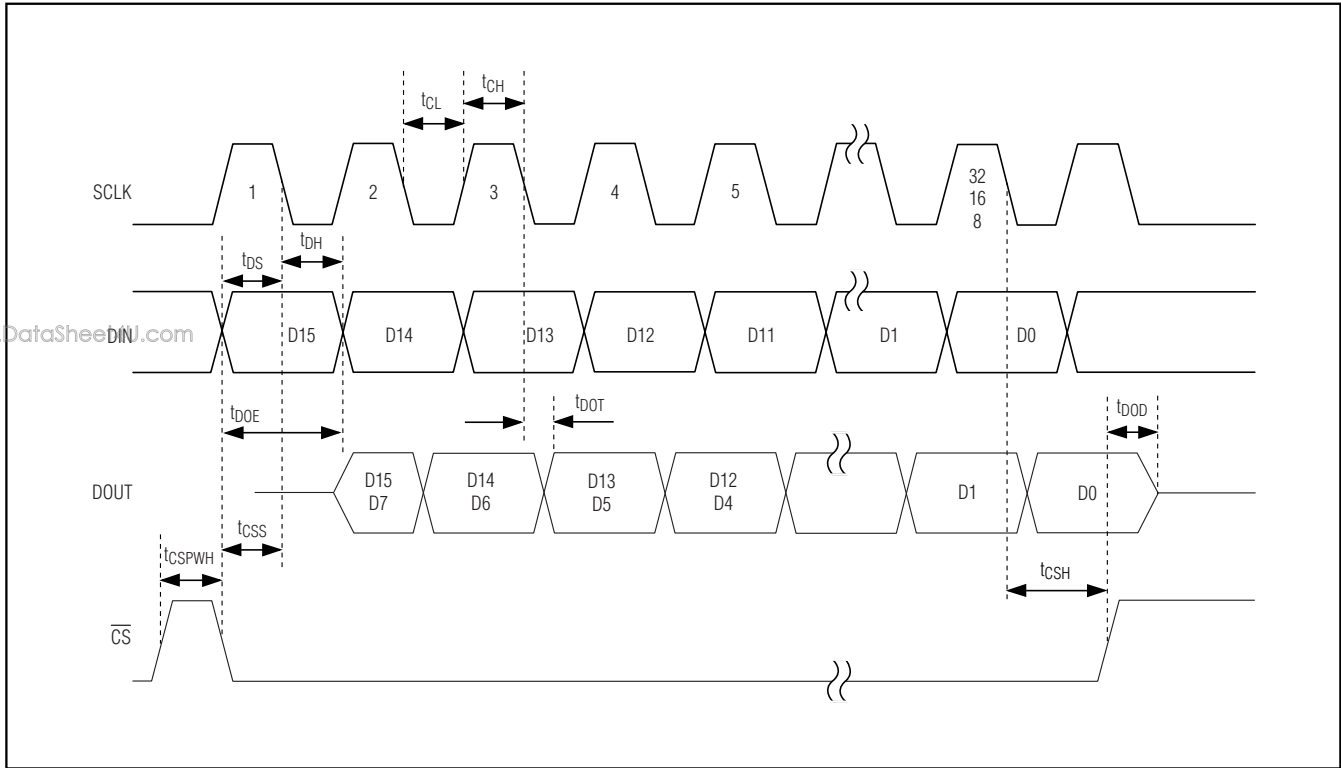 tCH
tCL
SCLK
1
2
3
4
5
32
16
8
tDH
tDS
.DataSheet4U.com
DIN
D15
D14
D13
D12
D11
D1
D0
tDOE
tDOT
tDOD
DOUT
D15
D7
D14
D6
D13
D5
D12
D4
D1
D0
tCSS
tCSPWH
tCSH
CS